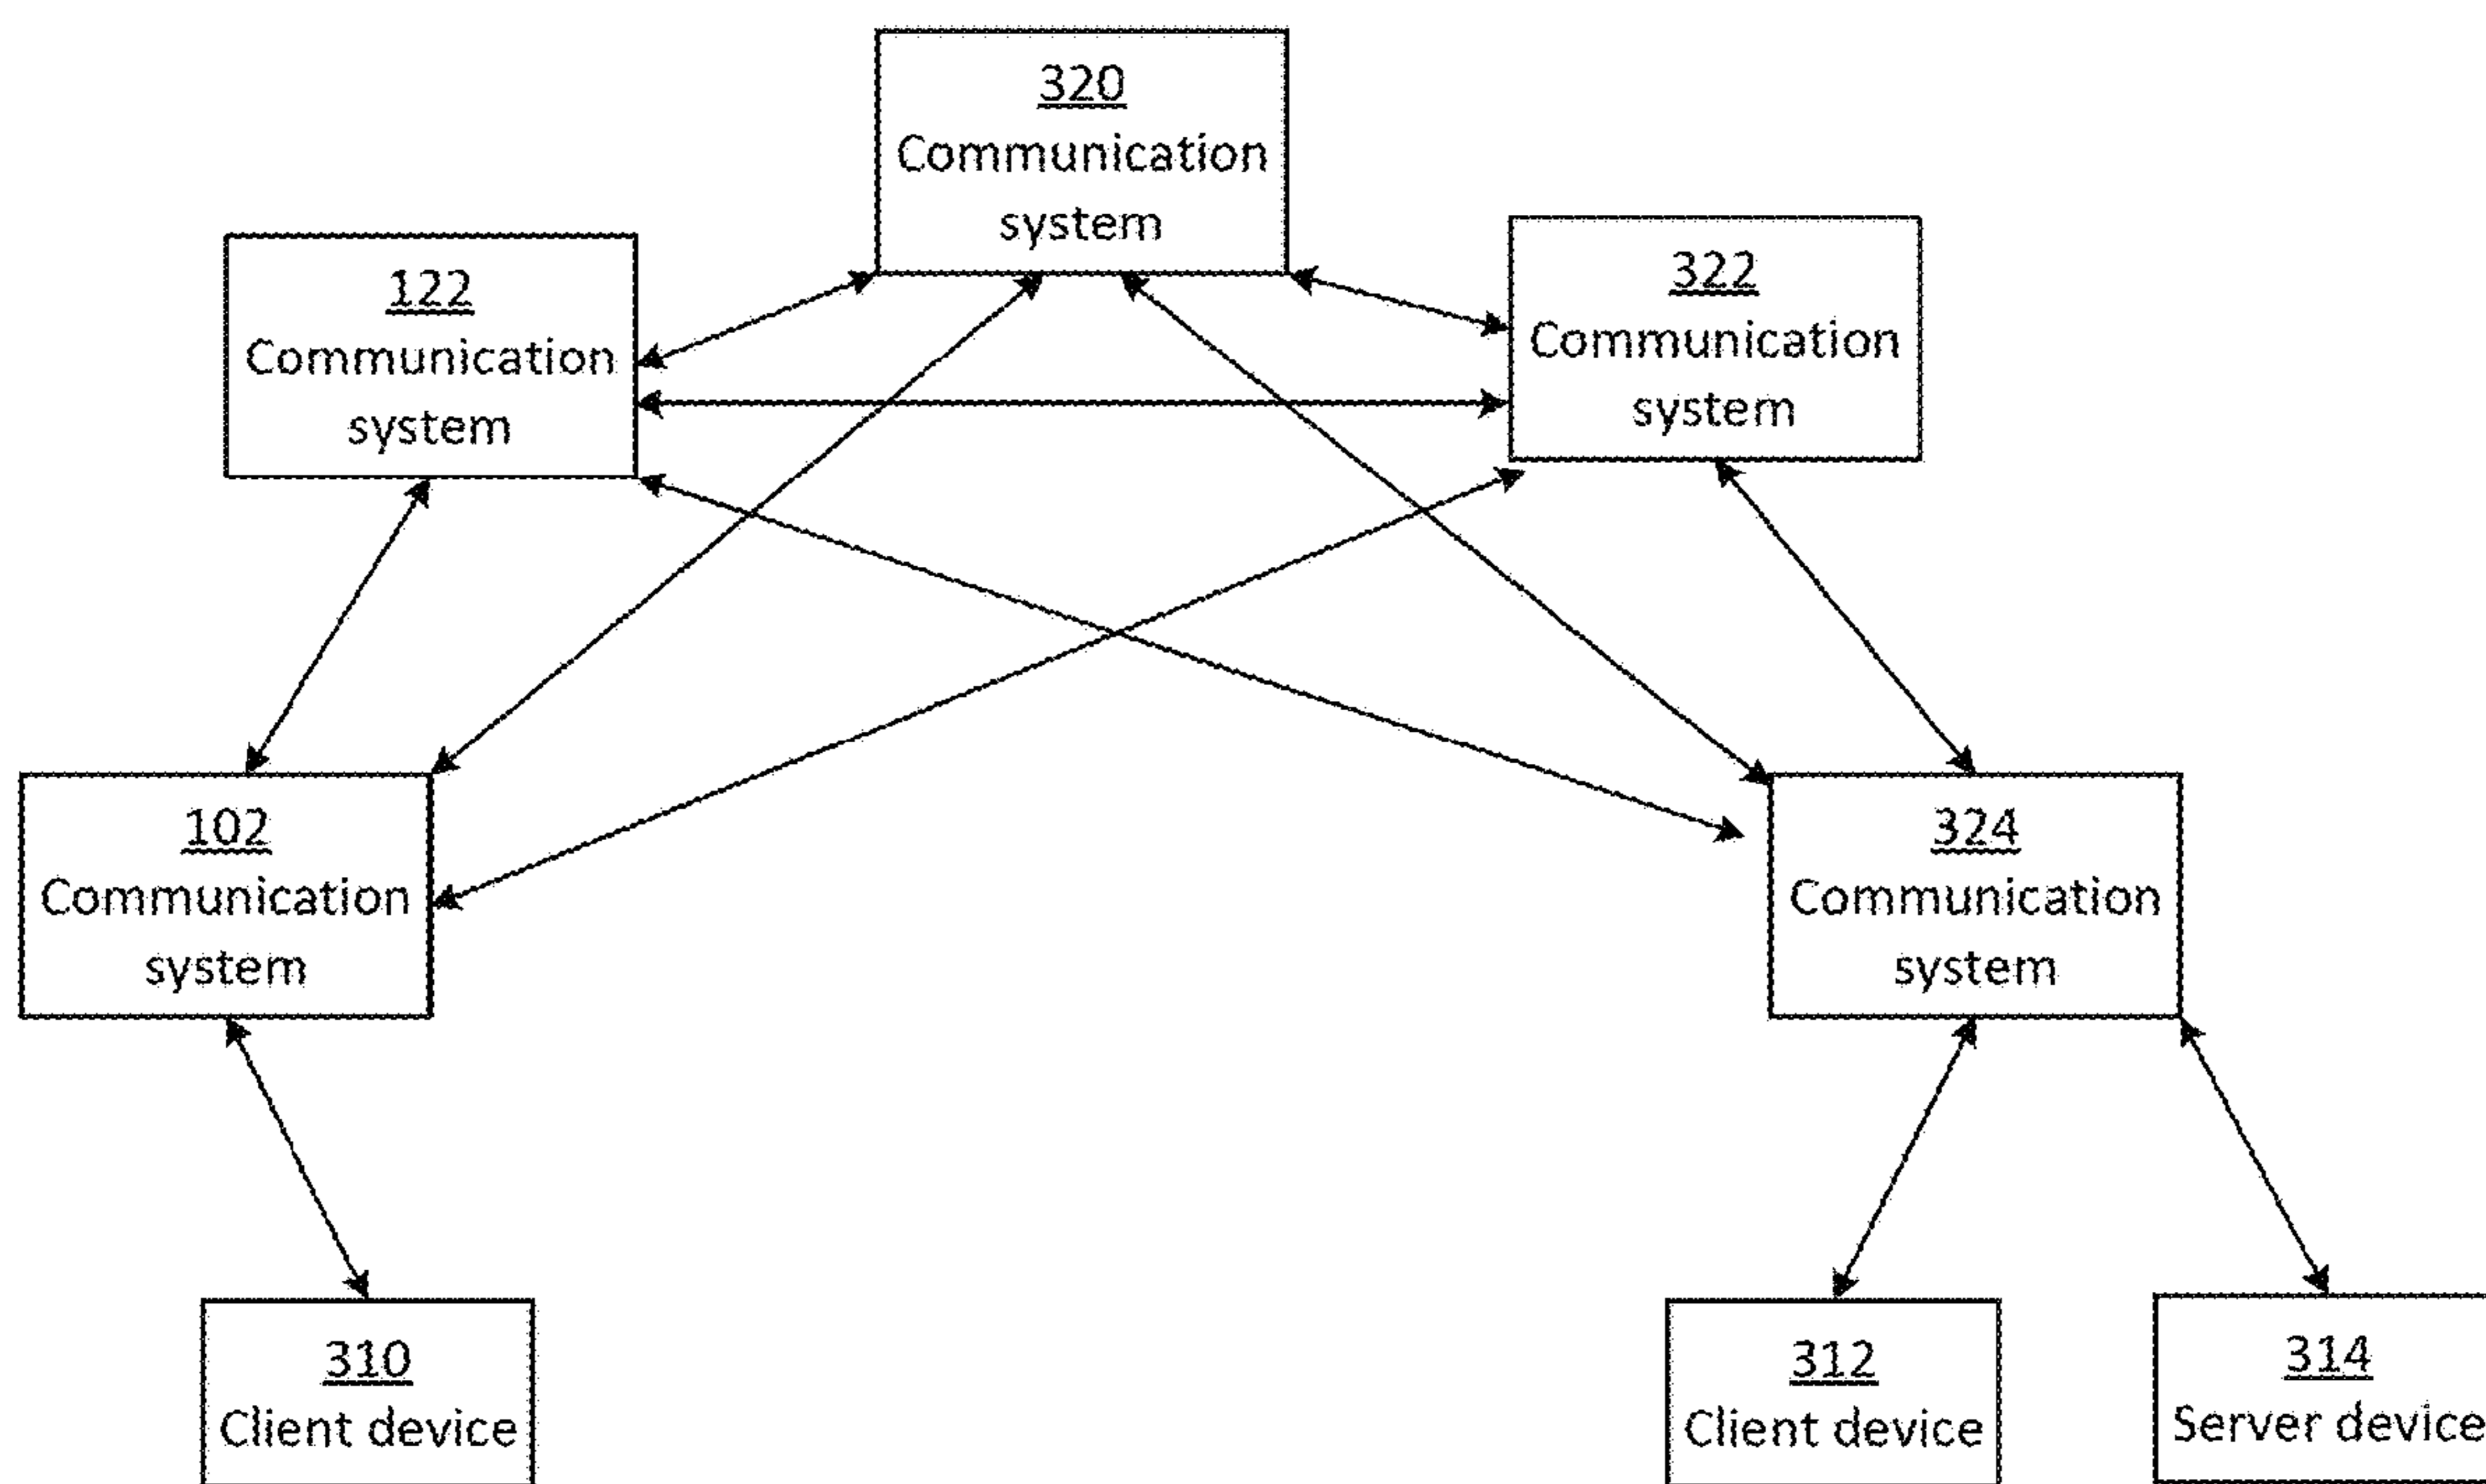 320
Communication
system
122
Communication
system
322
Communication
system
102
Communication
system
324
Communication
system
310
Client device
312
Client device
314
Server device